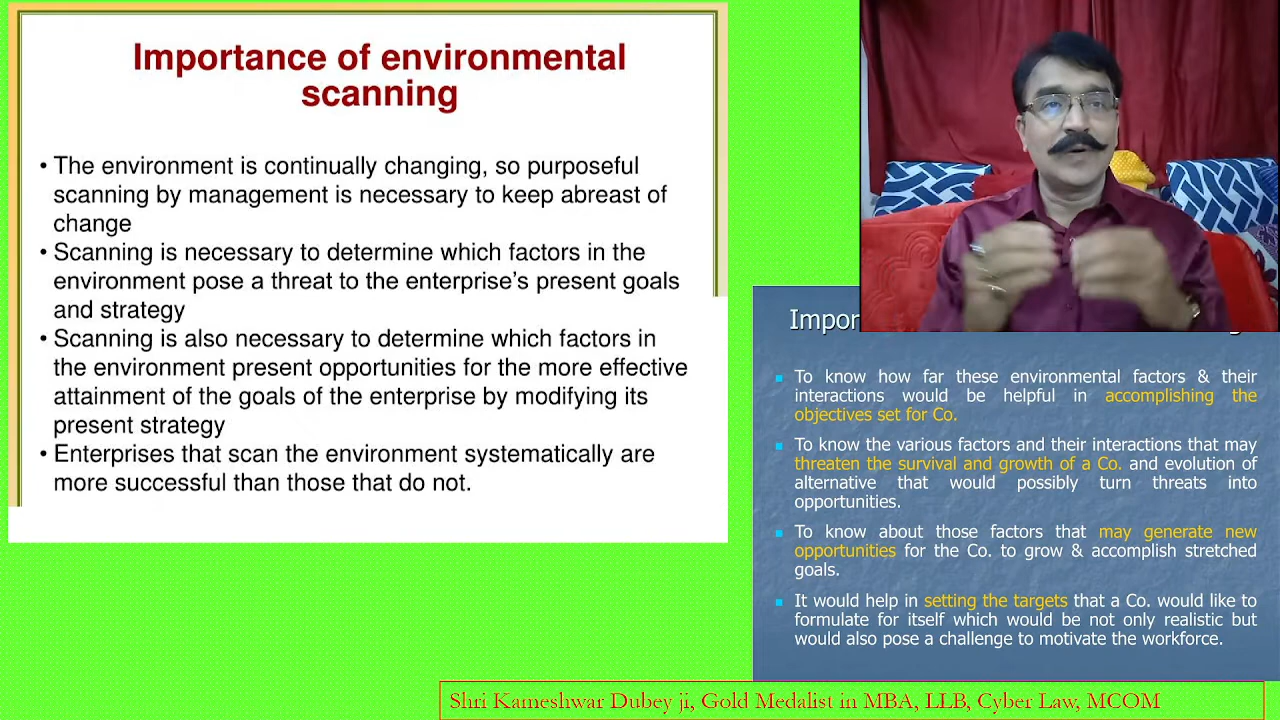 Importance of environmental
scanning
• The environment is continually changing, so purposeful
scanning by management is necessary to keep abreast of
change
• Scanning is necessary to determine which factors in the
environment pose a threat to the enterprise’s present goals
and strategy
• Scanning is also necessary to determine which factors in
the environment present opportunities for the more effective
attainment of the goals of the enterprise by modifying its
present strategy
• Enterprises that scan the environment systematically are
more successful than those that do not.
To know how far these environmental factors & their
interactions would be helpful in accomplishing the
objectives set for Co.
To know the various factors and their interactions that may
threaten the survival and growth of a Co. and evolution of
alternative that would possibly turn threats into
opportunities.
To know about those factors that may generate new
opportunities for the Co. to grow & accomplish stretched
goals.
It would help in setting the targets that a Co. would like to
formulate for itself which would be not only realistic but
would also pose a challenge to motivate the workforce.
Shri Kameshwar Dubey ji, Gold Medalist in MBA, LLB, Cyber Law, MCOM